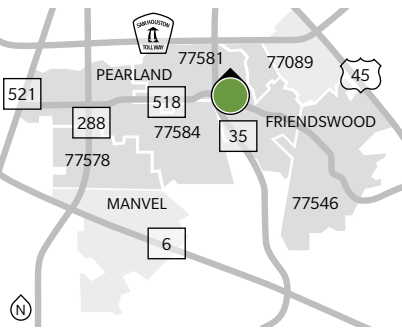 SAM HOUSTON
TOLLWAY
77581
77089
PEARLAND
45
521
518
288
FRIENDSWOOD
77584
35
77578
77546
MANVEL
6
N